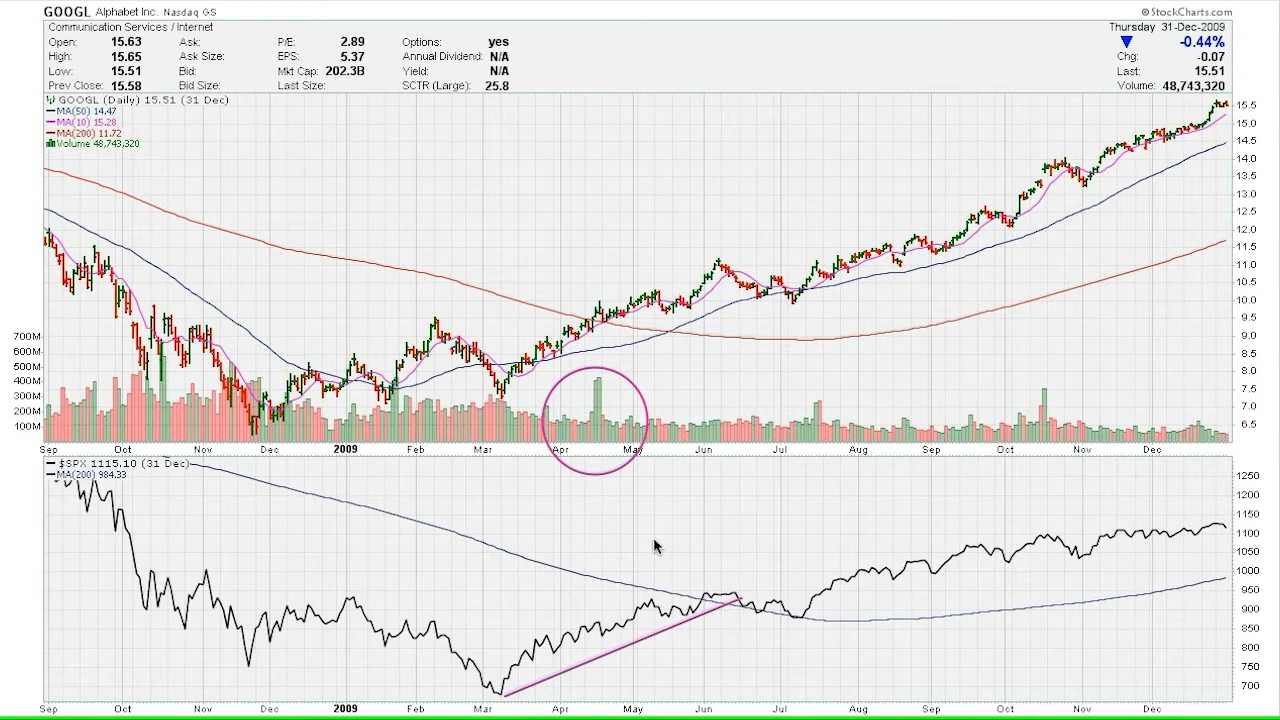 GOOGL Alphabet Inc. Nasdaq GS
© StockCharts.com
Communication Services / Internet
Thursday 31-Dec-2009
Open: 15.63 Ask: P/E: 2.89 Options: yes
-0.44%
High: 15.65 Ask Size: EPS: 5.37 Annual Dividend: N/A
Chg: -0.07
Low: 15.51 Bid: Mkt Cap: 202.3B Yield: N/A
Last: 15.51
Prev Close: 15.58 Bid Size: Last Size: SCTR (Large): 25.8
Volume: 48,743,320
GOOGL (Daily) 15.51 (31 Dec)
MA(50) 14.47
MA(10) 15.28
MA(200) 11.72
Volume 48,743,320
15.5
15.0
14.5
14.0
13.5
13.0
12.5
12.0
11.5
11.0
10.5
10.0
9.5
9.0
8.5
8.0
7.5
7.0
6.5
700M
600M
500M
400M
300M
200M
100M
Sep Oct Nov Dec 2009 Feb Mar Apr May Jun Jul Aug Sep Oct Nov Dec
$SPX 1115.10 (31 Dec)
MA(200) 984.33
1250
1200
1150
1100
1050
1000
950
900
850
800
750
700
Sep Oct Nov Dec 2009 Feb Mar Apr May Jun Jul Aug Sep Oct Nov Dec